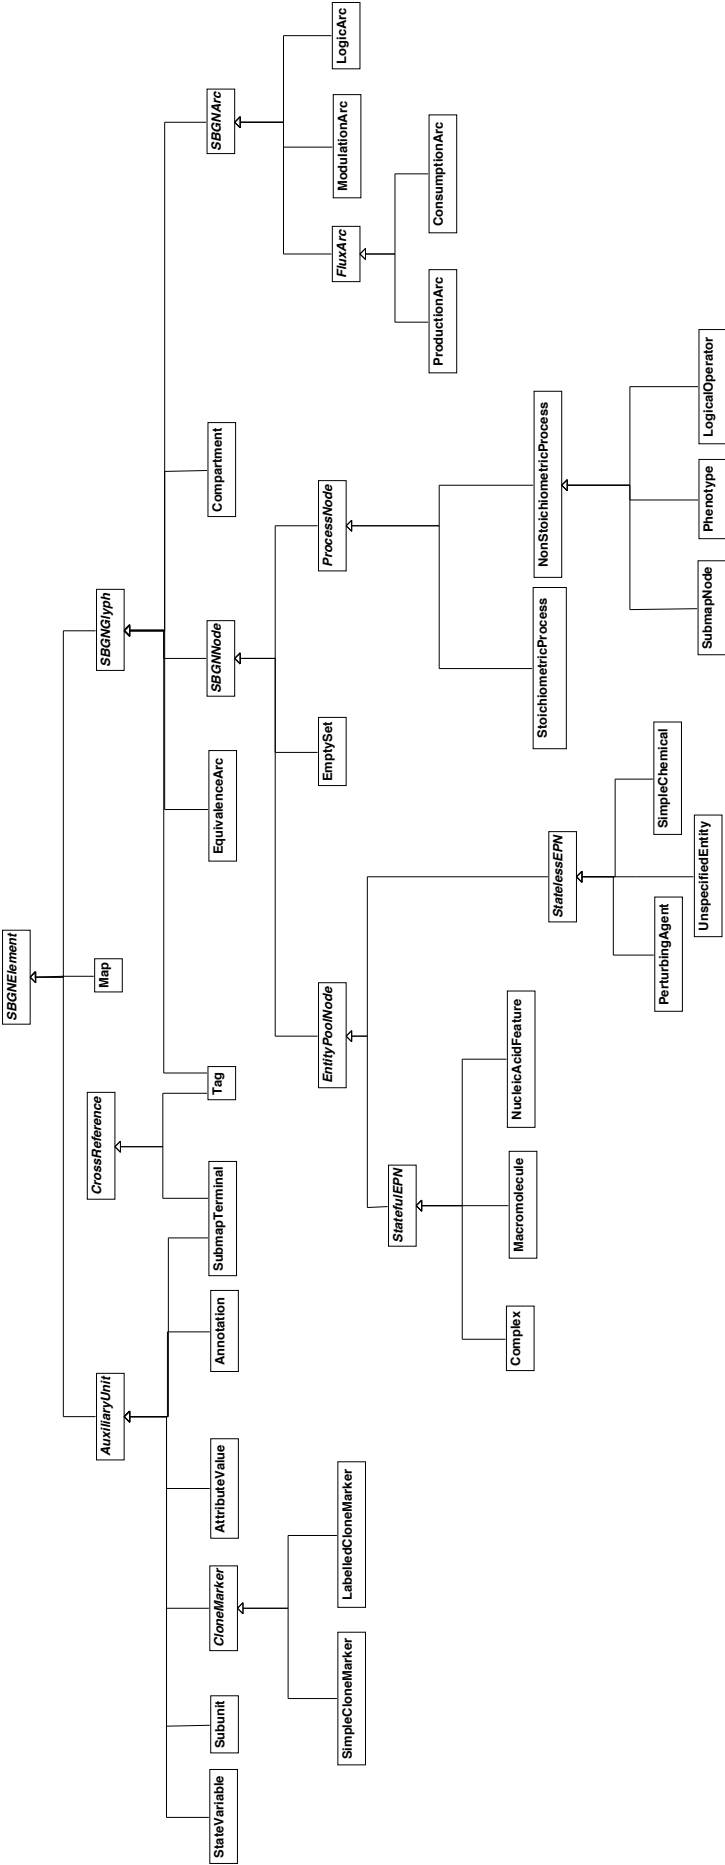 SBGNElement
AuxiliaryUnit
CrossReference
Map
SBGNGlyph
StateVariable
Subunit
CloneMarker
AttributeValue
Annotation
SubmapTerminal
Tag
EquivalenceArc
SBGNNode
Compartment
SBGNArc
SimpleCloneMarker
LabelledCloneMarker
EntityPoolNode
EmptySet
ProcessNode
FluxArc
ModulationArc
LogicArc
StatefulEPN
ProductionArc
ConsumptionArc
Complex
Macromolecule
NucleicAcidFeature
StatelessEPN
StoichiometricProcess
NonStoichiometricProcess
PerturbingAgent
UnspecifiedEntity
SimpleChemical
SubmapNode
Phenotype
LogicalOperator